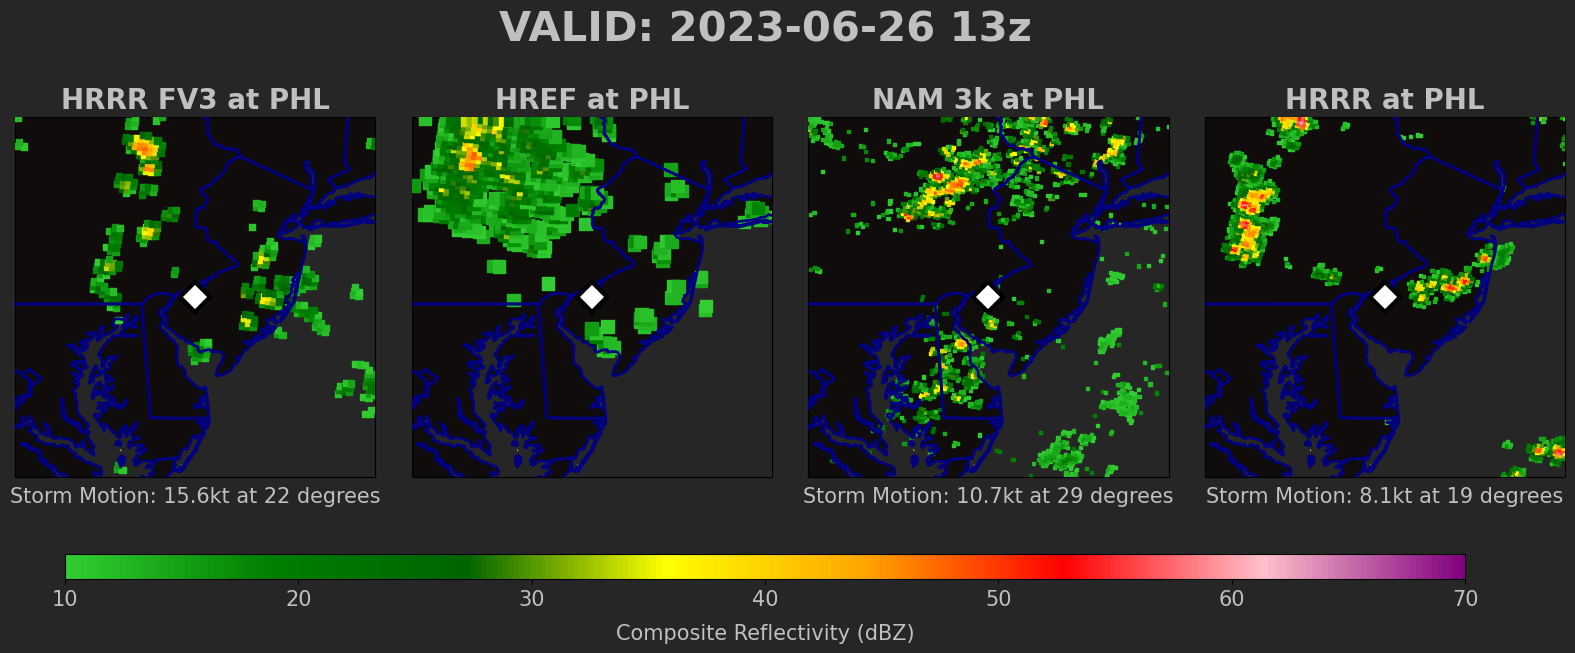 VALID: 2023-06-26 13z
HRRR FV3 at PHL
HREF at PHL
NAM 3k at PHL
HRRR at PHL
Storm Motion: 15.6kt at 22 degrees
Storm Motion: 10.7kt at 29 degrees
Storm Motion: 8.1kt at 19 degrees
10 20 30 40 50 60 70
Composite Reflectivity (dBZ)